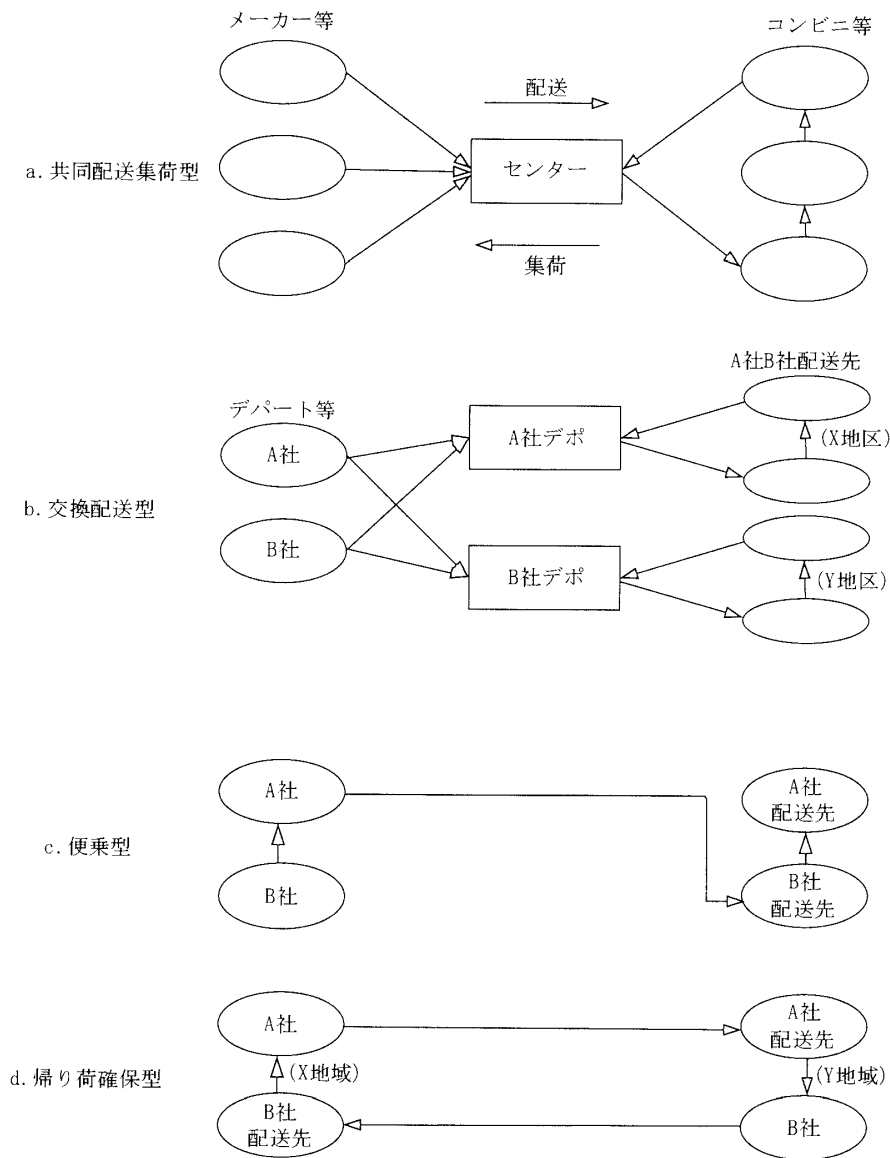 メーカー等
コンビニ等
配送
a.共同配送集荷型
センター
集荷
デパート等
A社B社配送先
A社
A社デポ
(X地区)
b.交換配送型
B社
B社デポ
(Y地区)
A社
A社
配送先
c.便乗型
B社
B社
配送先
A社
A社
配送先
d.帰り荷確保型
(X地域)
(Y地域)
B社
配送先
B社